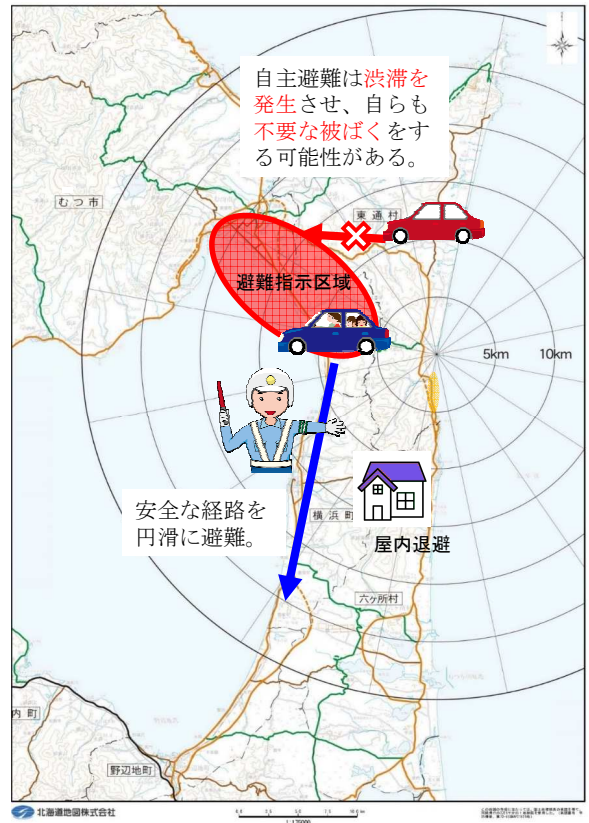 自主避難は渋滞を
発生させ、自らも
不要な被ばくをす
る可能性がある。
むつ市
東通村
避難指示区域
5km
10km
安全な経路を
円滑に避難。
横浜町
屋内退避
六ヶ所村
内町
野辺地町
北海道地図株式会社
1:175000